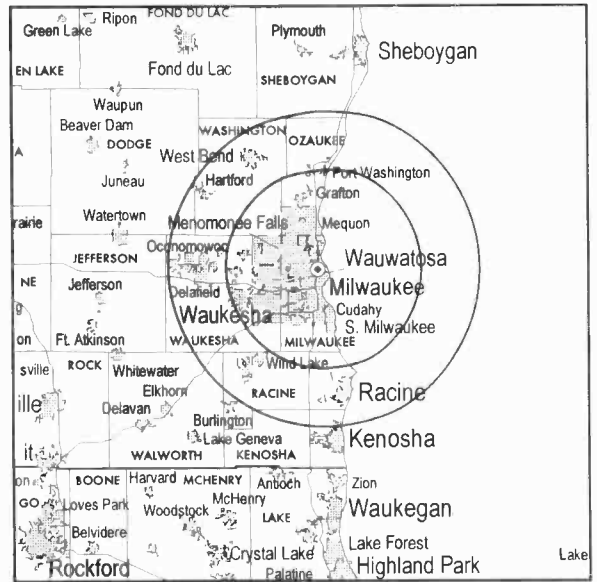 Ripon
FOND DU LAC
Green Lake
Plymouth
Sheboygan
EN LAKE
Fond du Lac
SHEBOYGAN
Waupun
Beaver Dam
DODGE
WASHINGTON
OZAUKEE
A
West Bend
Port Washington
Juneau
Hartford
Grafton
rairie
Watertown
Menomonee Falls
Mequon
Oconomowoc
JEFFERSON
Wauwatosa
NE
Jefferson
Delafield
Milwaukee
g
Waukesha
Cudahy
S. Milwaukee
on
Ft. Atkinson
WAUKESHA
MILWAUKEE
sville
ROCK
Whitewater
Wind Lake
Elkhorn
RACINE
Racine
ille
Delavan
Burlington
Lake Geneva
Kenosha
it
WALWORTH
KENOSHA
on
BOONE
Harvard
MCHENRY
Antioch
Zion
GO
Loves Park
McHenry
Waukegan
Woodstock
LAKE
Belvidere
Lake Forest
Crystal Lake
Lake
Rockford
Palatine
Highland Park